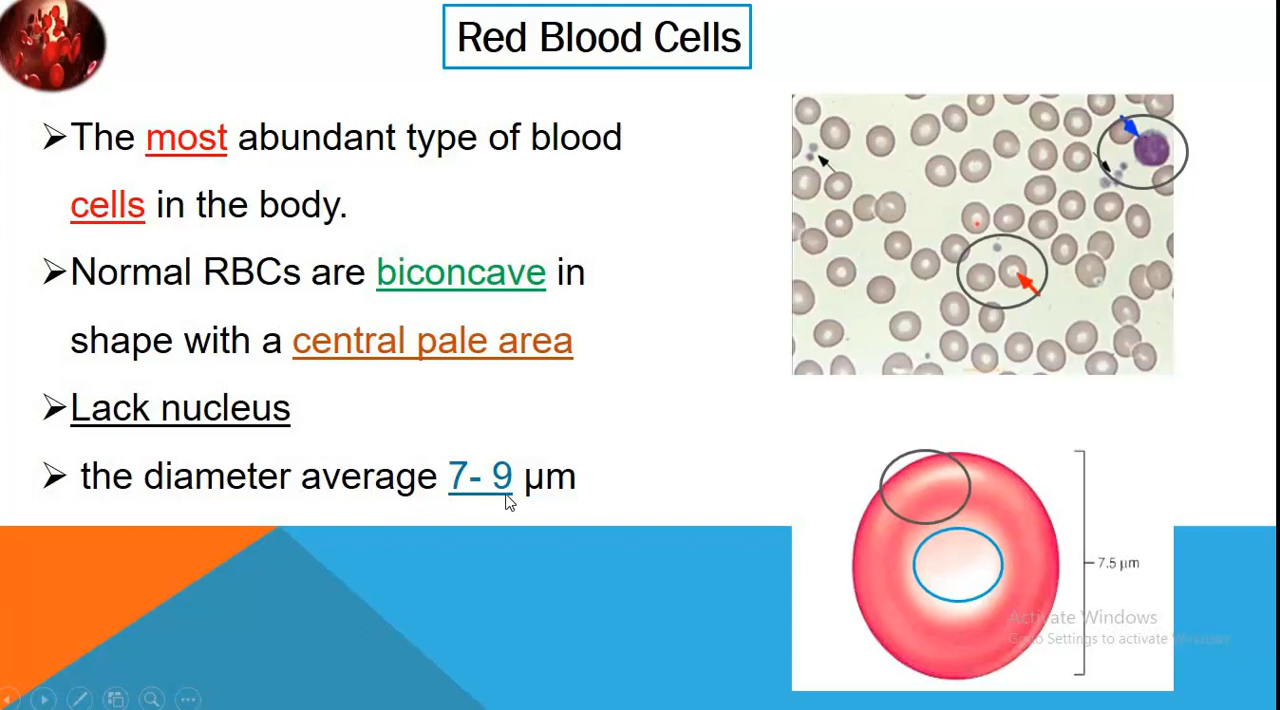 Red Blood Cells
➢The most abundant type of blood
cells in the body.
➢Normal RBCs are biconcave in
shape with a central pale area
➢Lack nucleus
➢ the diameter average 7- 9 µm
7.5 µm
Activate Windows
Go to Settings to activate Windows.